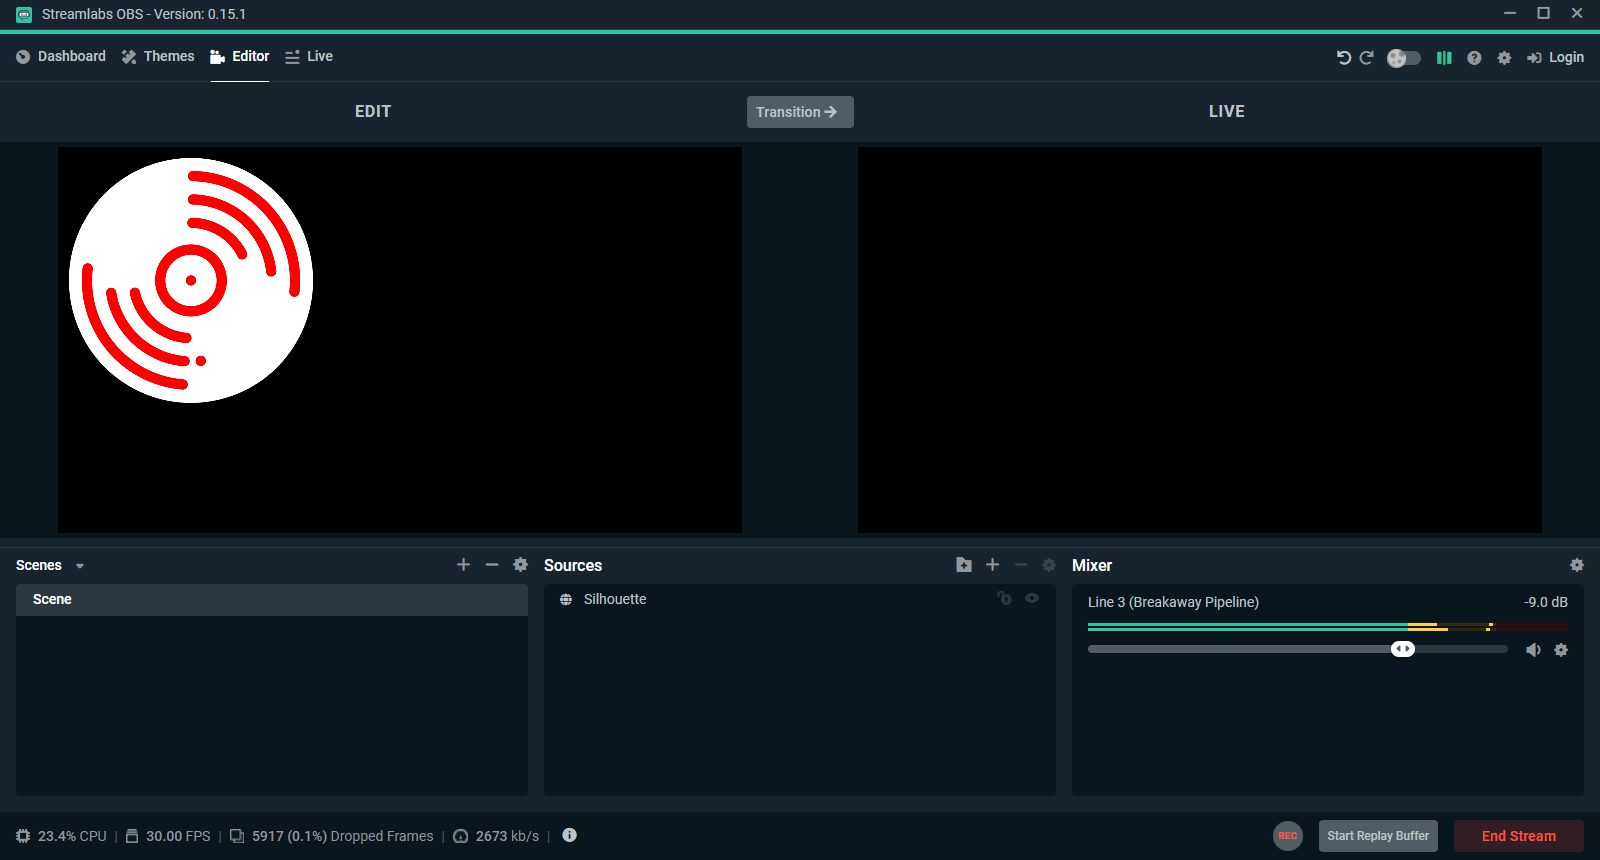 Streamlabs OBS - Version: 0.15.1
Dashboard Themes Editor Live Login
EDIT Transition LIVE
Scenes Sources Mixer
Scene Silhouette Line 3 (Breakaway Pipeline) -9.0 dB
23.4% CPU | 30.00 FPS | 5917 (0.1%) Dropped Frames | 2673 kb/s | REC Start Replay Buffer End Stream